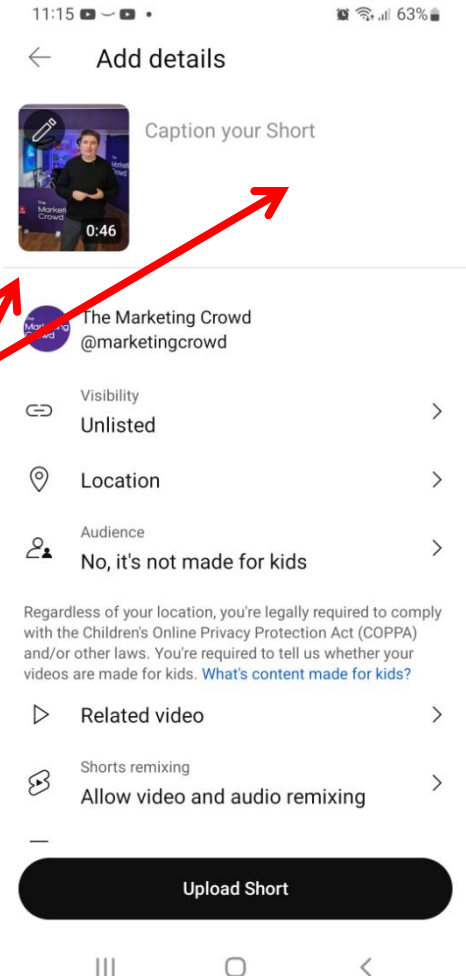 11:15
63%
Add details
Caption your Short
The
Marketing
Crowd
0:46
The Marketing Crowd
@marketingcrowd
Visibility
Unlisted
Location
Audience
No, it's not made for kids
Regardless of your location, you're legally required to comply
with the Children's Online Privacy Protection Act (COPPA)
and/or other laws. You're required to tell us whether your
videos are made for kids. What's content made for kids?
Related video
Shorts remixing
Allow video and audio remixing
Upload Short